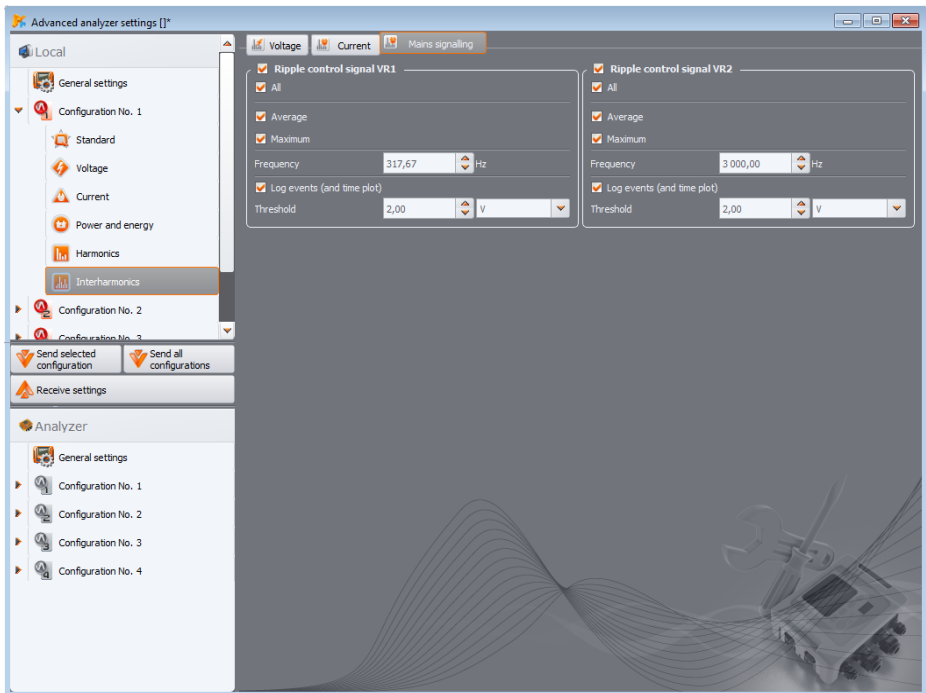 Advanced analyzer settings []*
Local
General settings
Configuration No. 1
Standard
Voltage
Current
Power and energy
Harmonics
Interharmonics
Configuration No. 2
Configuration No. 3
Send selected configuration
Send all configurations
Receive settings
Analyzer
General settings
Configuration No. 1
Configuration No. 2
Configuration No. 3
Configuration No. 4
Voltage Current Mains signalling
Ripple control signal VR1
All
Average
Maximum
Frequency 317,67 Hz
Log events (and time plot)
Threshold 2,00 V
Ripple control signal VR2
All
Average
Maximum
Frequency 3 000,00 Hz
Log events (and time plot)
Threshold 2,00 V